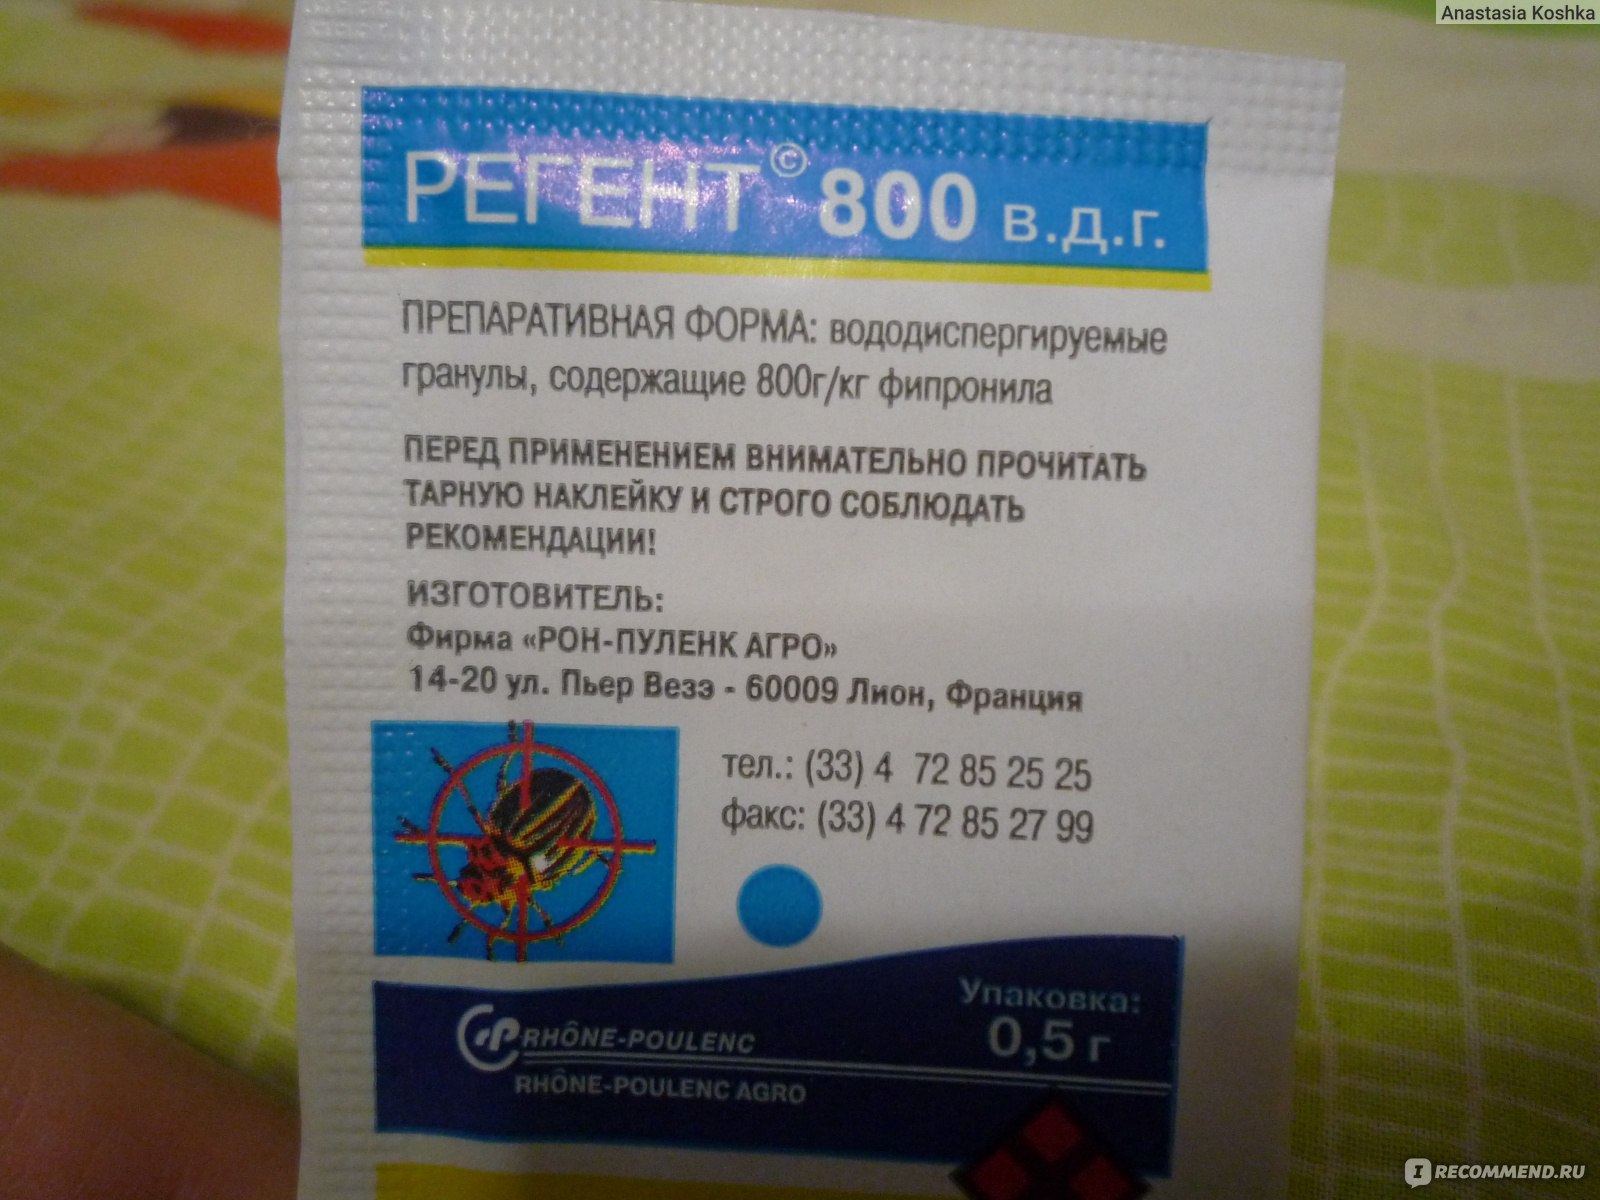 Anastasia Koshka
РЕГЕНТ© 800 в.д.г.
ПРЕПАРАТИВНАЯ ФОРМА: вододиспергируемые
гранулы, содержащие 800г/кг фипронила
ПЕРЕД ПРИМЕНЕНИЕМ ВНИМАТЕЛЬНО ПРОЧИТАТЬ
ТАРНУЮ НАКЛЕЙКУ И СТРОГО СОБЛЮДАТЬ
РЕКОМЕНДАЦИИ!
ИЗГОТОВИТЕЛЬ:
Фирма «РОН-ПУЛЕНК АГРО»
14-20 ул. Пьер Везэ - 60009 Лион, Франция
тел.: (33) 4 72 85 25 25
факс: (33) 4 72 85 27 99
Упаковка:
0,5 г
RHÔNE-POULENC
RHÔNE-POULENC AGRO
IRECOMMEND.RU